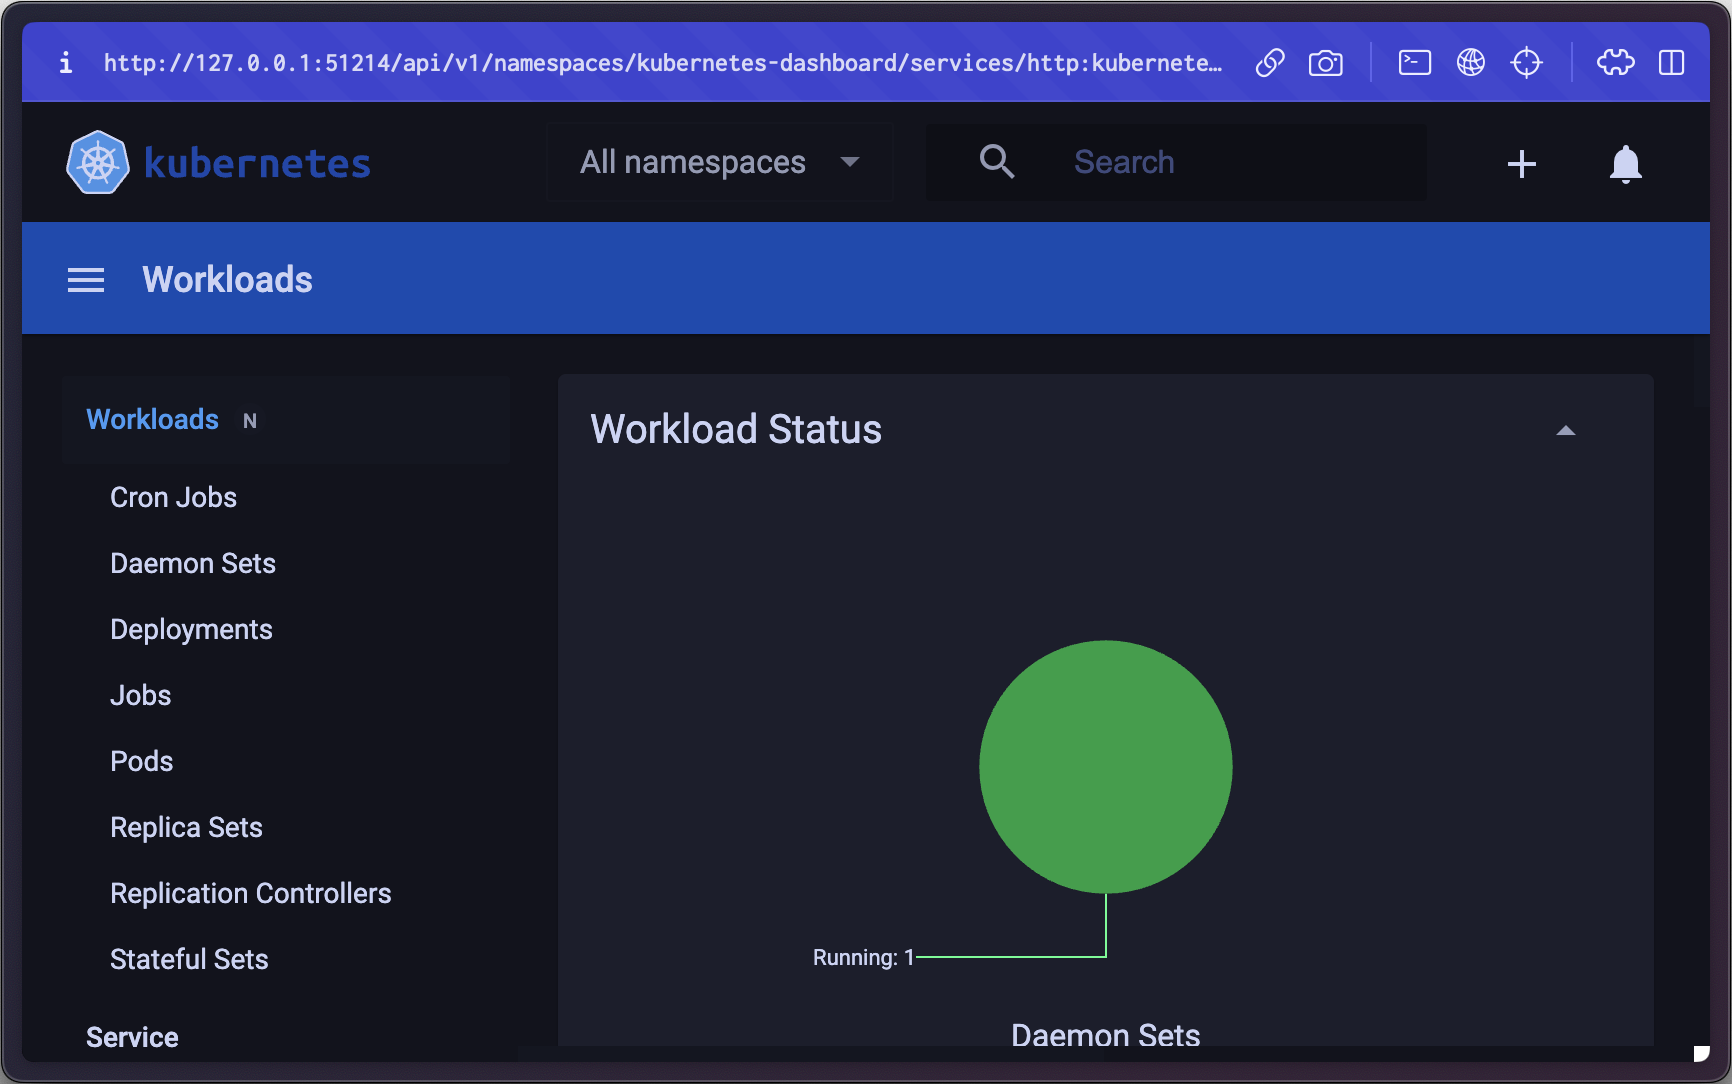 http://127.0.0.1:51214/api/v1/namespaces/kubernetes-dashboard/services/http:kubernete…
kubernetes
All namespaces
Search
Workloads
Workloads N
Workload Status
Cron Jobs
Daemon Sets
Deployments
Jobs
Pods
Replica Sets
Replication Controllers
Stateful Sets
Service
Running: 1
Daemon Sets